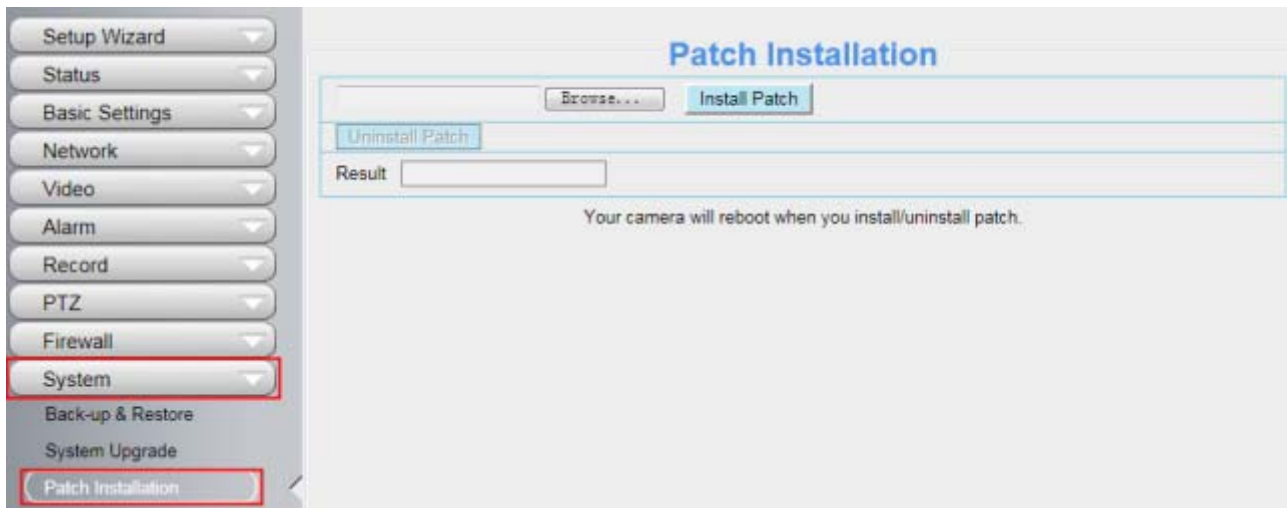 Setup Wizard
Status
Basic Settings
Network
Video
Alarm
Record
PTZ
Firewall
System
Back-up & Restore
System Upgrade
Patch Installation
Patch Installation
Browse... Install Patch
Uninstall Patch
Result
Your camera will reboot when you install/uninstall patch.